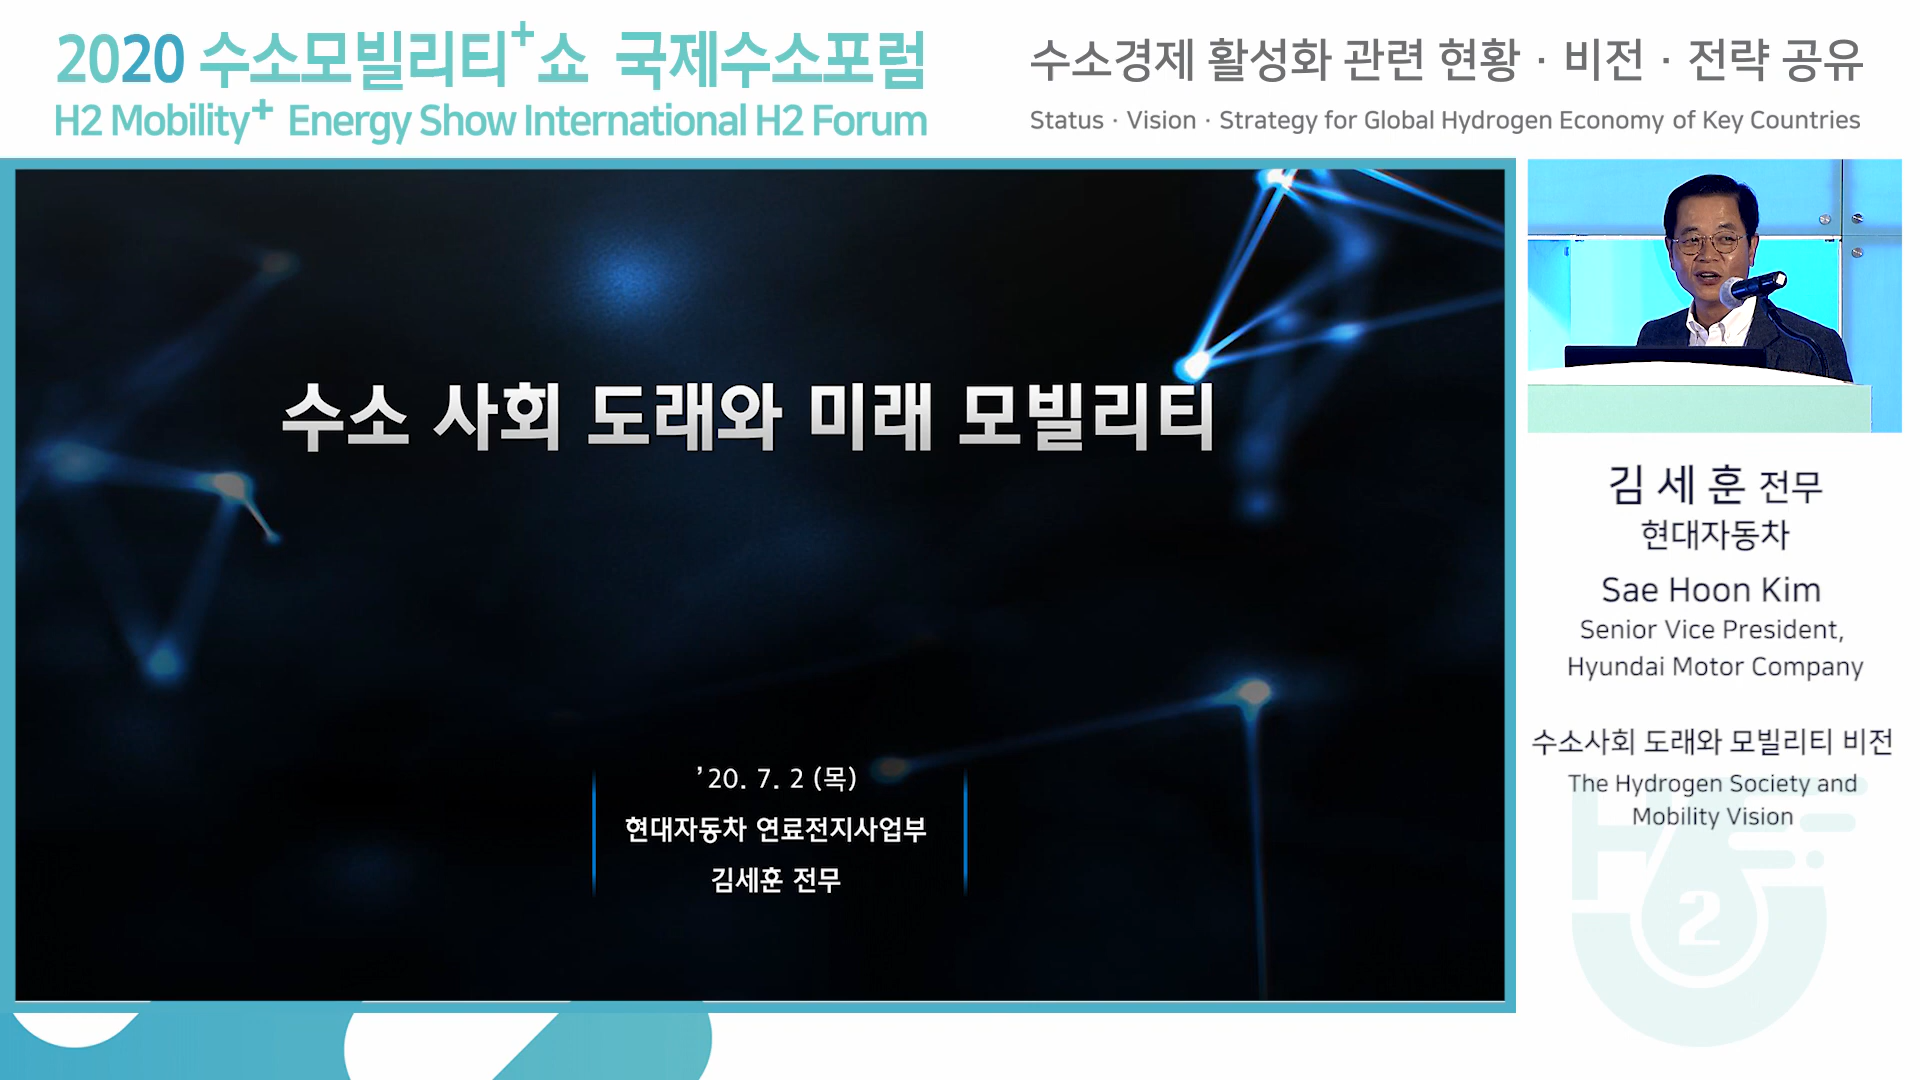 2020 수소모빌리티+쇼 국제수소포럼
H2 Mobility+ Energy Show International H2 Forum
수소경제 활성화 관련 현황 · 비전 · 전략 공유
Status · Vision · Strategy for Global Hydrogen Economy of Key Countries
수소 사회 도래와 미래 모빌리티
’20. 7. 2 (목)
현대자동차 연료전지사업부
김세훈 전무
김 세 훈 전무
현대자동차
Sae Hoon Kim
Senior Vice President,
Hyundai Motor Company
수소사회 도래와 모빌리티 비전
The Hydrogen Society and
Mobility Vision
H2